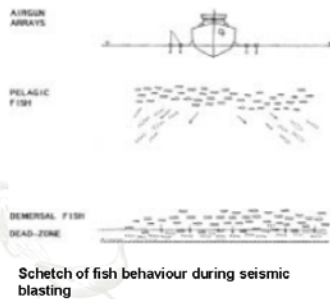 AIRGUN
ARRAYS
PELAGIC
FISH
DEMERSAL FISH
DEAD-ZONE
Schetch of fish behaviour during seismic
blasting